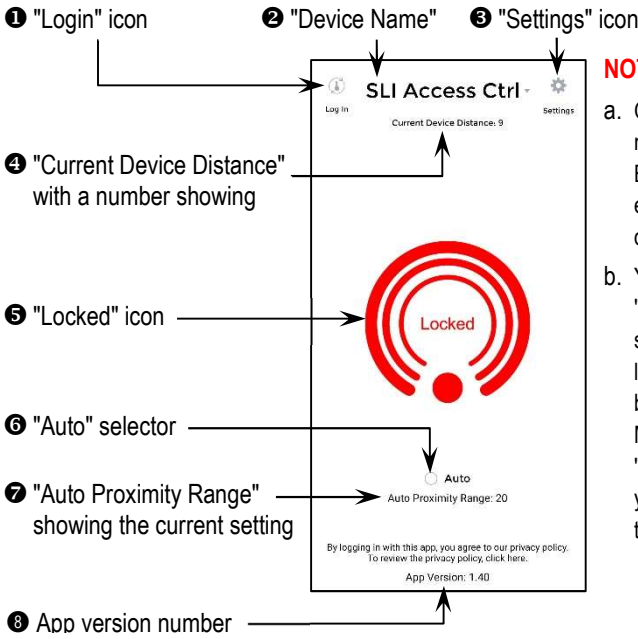 ❶ "Login" icon
❷ "Device Name"
❸ "Settings" icon
SLI Access Ctrl
Log In
Settings
Current Device Distance: 9
❹ "Current Device Distance"
with a number showing
❺ "Locked" icon
Locked
❻ "Auto" selector
Auto
❼ "Auto Proximity Range"
showing the current setting
Auto Proximity Range: 20
By logging in with this app, you agree to our privacy policy.
To review the privacy policy, click here.
App Version: 1.40
❽ App version number
a.
b.